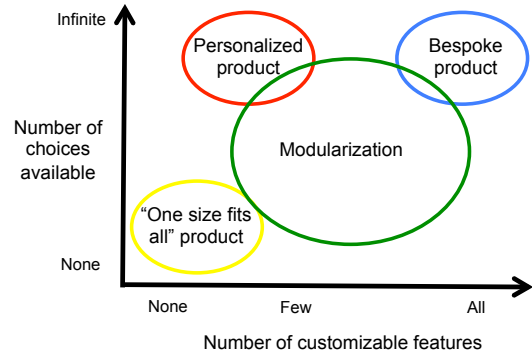 Infinite
Personalized
product
Bespoke
product
Number of
choices
available
Modularization
“One size fits
all” product
None
None
Few
All
Number of customizable features